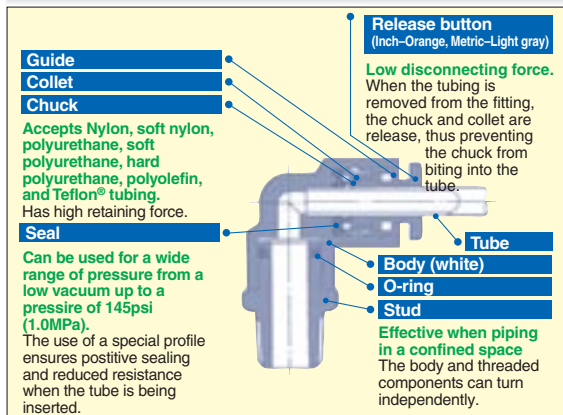 Release button
(Inch–Orange, Metric–Light gray)
Low disconnecting force.
When the tubing is
removed from the fitting,
the chuck and collet are
release, thus preventing
the chuck from
biting into the
tube.
Guide
Collet
Chuck
Accepts Nylon, soft nylon,
polyurethane, soft
polyurethane, hard
polyurethane, polyolefin,
and Teflon® tubing.
Has high retaining force.
Seal
Can be used for a wide
range of pressure from a
low vacuum up to a
pressire of 145psi
(1.0MPa).
The use of a special profile
ensures postitive sealing
and reduced resistance
when the tube is being
inserted.
Tube
Body (white)
O-ring
Stud
Effective when piping
in a confined space
The body and threaded
components can turn
independently.